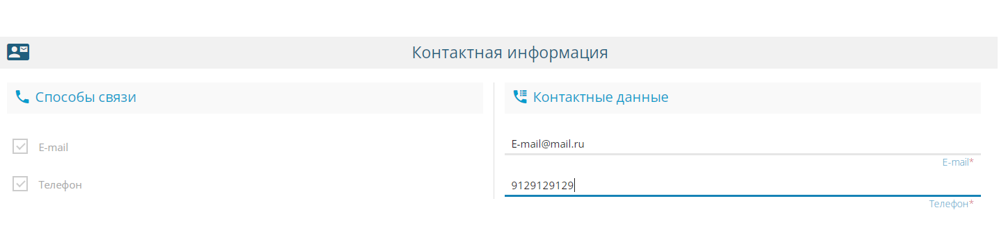 Контактная информация
Способы связи
E-mail
Телефон
Контактные данные
E-mail@mail.ru
E-mail*
9129129129
Телефон*